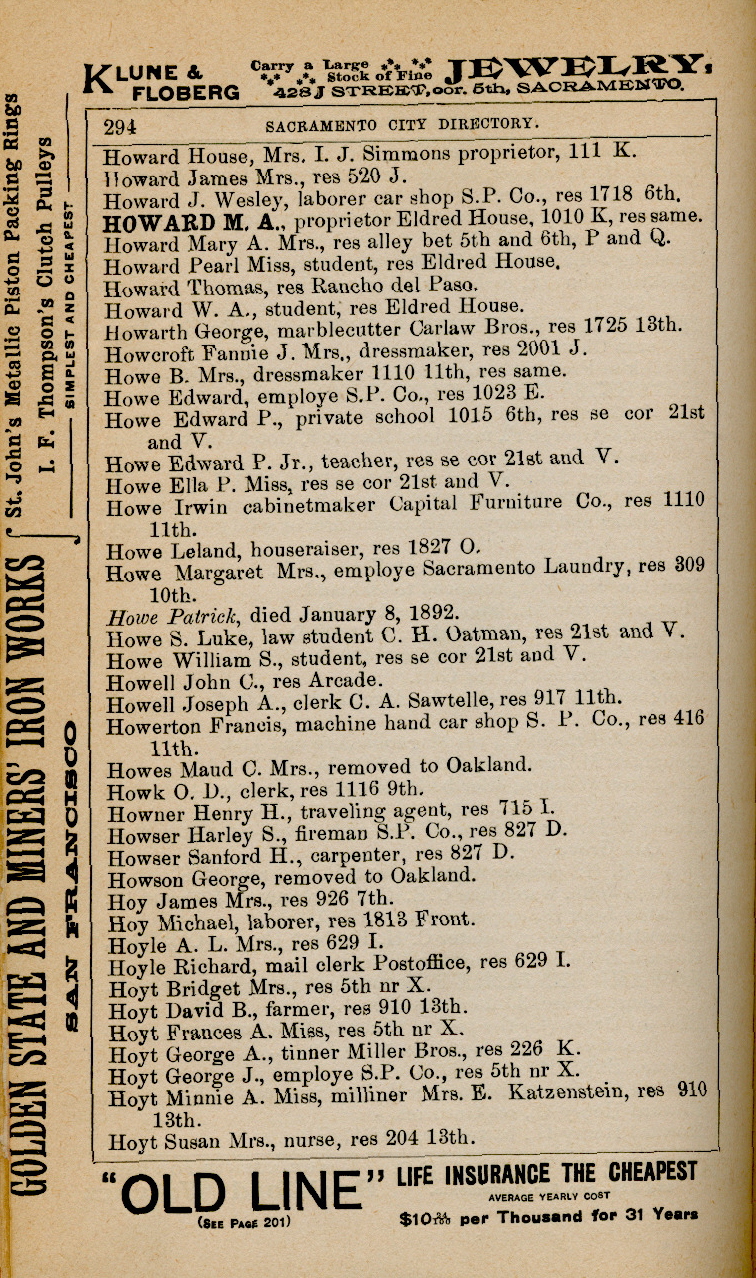 KLUNE & FLOBERG Carry a Large Stock of Fine JEWELRY,
428 J STREET, cor. 5th, SACRAMENTO.
294 SACRAMENTO CITY DIRECTORY.
Howard House, Mrs. I. J. Simmons proprietor, 111 K.
Howard James Mrs., res 520 J.
Howard J. Wesley, laborer car shop S.P. Co., res 1718 6th.
HOWARD M. A., proprietor Eldred House, 1010 K, res same.
Howard Mary A. Mrs., res alley bet 5th and 6th, P and Q.
Howard Pearl Miss, student, res Eldred House.
Howard Thomas, res Rancho del Paso.
Howard W. A., student, res Eldred House.
Howarth George, marblecutter Carlaw Bros., res 1725 13th.
Howcroft Fannie J. Mrs., dressmaker, res 2001 J.
Howe B. Mrs., dressmaker 1110 11th, res same.
Howe Edward, employe S.P. Co., res 1023 E.
Howe Edward P., private school 1015 6th, res se cor 21st
and V.
Howe Edward P. Jr., teacher, res se cor 21st and V.
Howe Ella P. Miss, res se cor 21st and V.
Howe Irwin cabinetmaker Capital Furniture Co., res 1110
11th.
Howe Leland, houseraiser, res 1827 O.
Howe Margaret Mrs., employe Sacramento Laundry, res 309
10th.
Howe Patrick, died January 8, 1892.
Howe S. Luke, law student C. H. Oatman, res 21st and V.
Howe William S., student, res se cor 21st and V.
Howell John C., res Arcade.
Howell Joseph A., clerk C. A. Sawtelle, res 917 11th.
Howerton Francis, machine hand car shop S. P. Co., res 416
11th.
Howes Maud C. Mrs., removed to Oakland.
Howk O. D., clerk, res 1116 9th.
Howner Henry H., traveling agent, res 715 I.
Howser Harley S., fireman S.P. Co., res 827 D.
Howser Sanford H., carpenter, res 827 D.
Howson George, removed to Oakland.
Hoy James Mrs., res 926 7th.
Hoy Michael, laborer, res 1813 Front.
Hoyle A. L. Mrs., res 629 I.
Hoyle Richard, mail clerk Postoffice, res 629 I.
Hoyt Bridget Mrs., res 5th nr X.
Hoyt David B., farmer, res 910 13th.
Hoyt Frances A. Miss, res 5th nr X.
Hoyt George A., tinner Miller Bros., res 226 K.
Hoyt George J., employe S.P. Co., res 5th nr X.
Hoyt Minnie A. Miss, milliner Mrs. E. Katzenstein, res 910
13th.
Hoyt Susan Mrs., nurse, res 204 13th.
"OLD LINE" LIFE INSURANCE THE CHEAPEST
(SEE PAGE 201)
AVERAGE YEARLY COST
per Thousand for 31 Years
GOLDEN STATE AND MINERS' IRON WORKS
SAN FRANCISCO
St. John's Metallic Piston Packing Rings
I. F. Thompson's Clutch Pulleys
SIMPLEST AND CHEAPEST